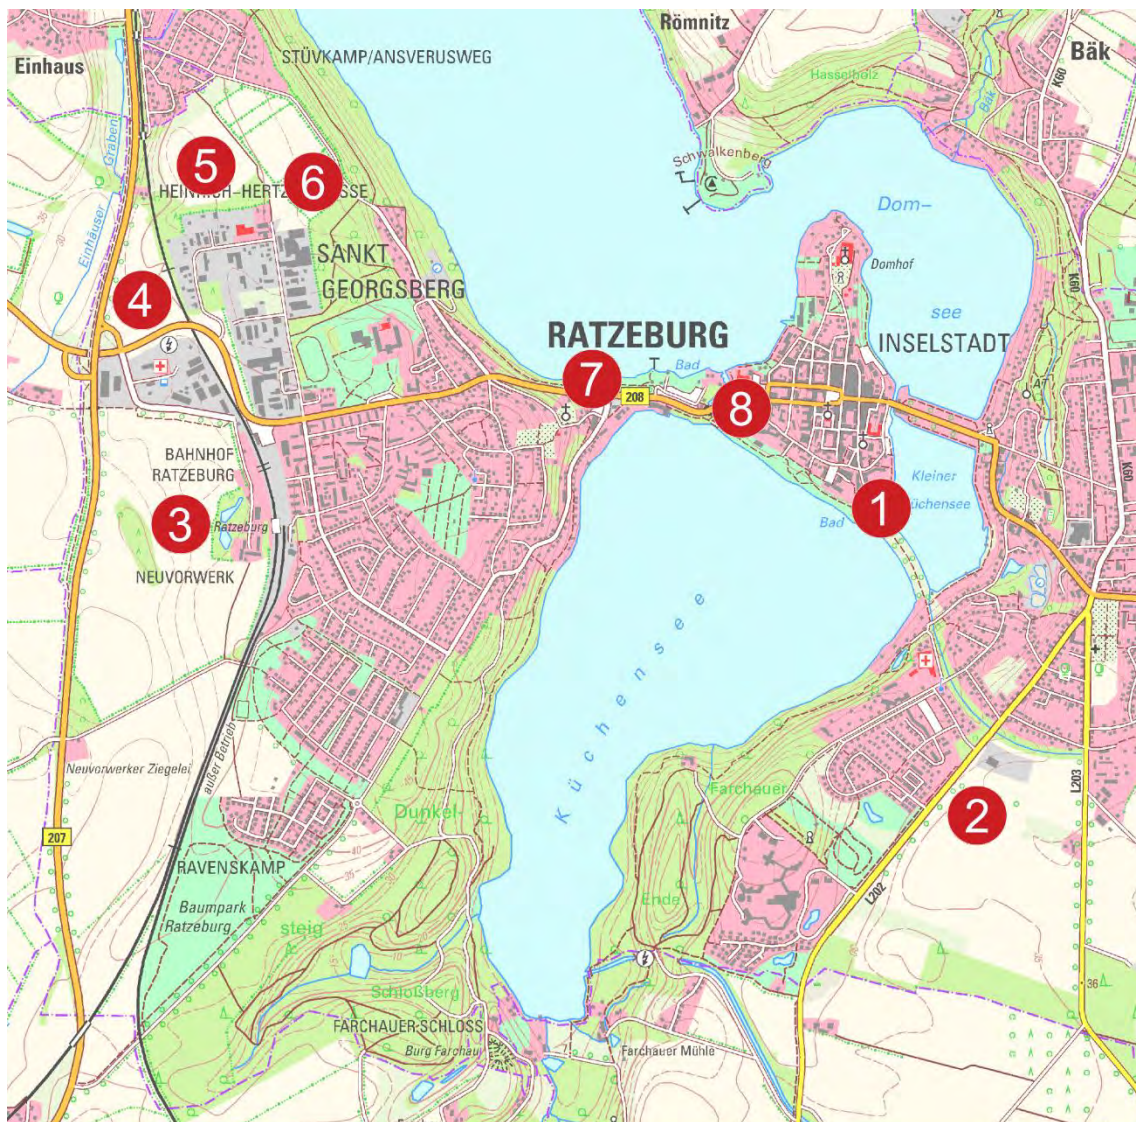 Römnitz
Einhaus
STÜVKAMP/ANSVERUSWEG
Bäk
K60
Hasselholz
Bäk
Graben
Einhäuser
Schwalkenberg
5
6
HEINRICH-HERTZ
SSE
Dom-
see
Domhof
SANKT
GEORGSBERG
K60
4
RATZEBURG
INSELSTADT
Bad
7
208
8
BAHNHOF
RATZEBURG
Kleiner
üchensee
K60
3
Ratzeburg
Bad
1
NEUVORWERK
Küchensee
außer Betrieb
Neuvorwerker Ziegelei
Dunkel-
steig
Farchauer
Ende
L203
2
207
RAVENSKAMP
Baumpark
Ratzeburg
L202
Schloßberg
36
FARCHAUER SCHLOSS
Burg Farchau
Farchauer Mühle